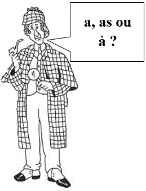 a, as ou
à ?